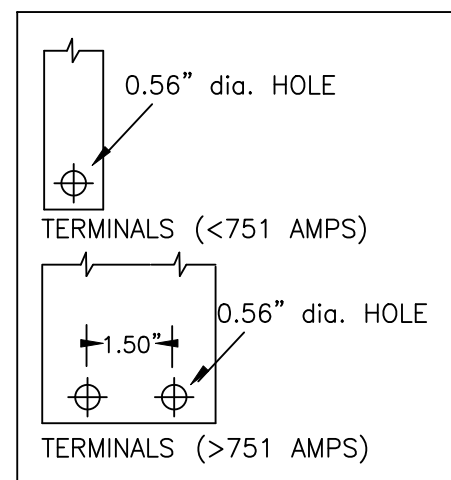 0.56” dia. HOLE
TERMINALS (<751 AMPS)
0.56” dia. HOLE
1.50”
TERMINALS (>751 AMPS)